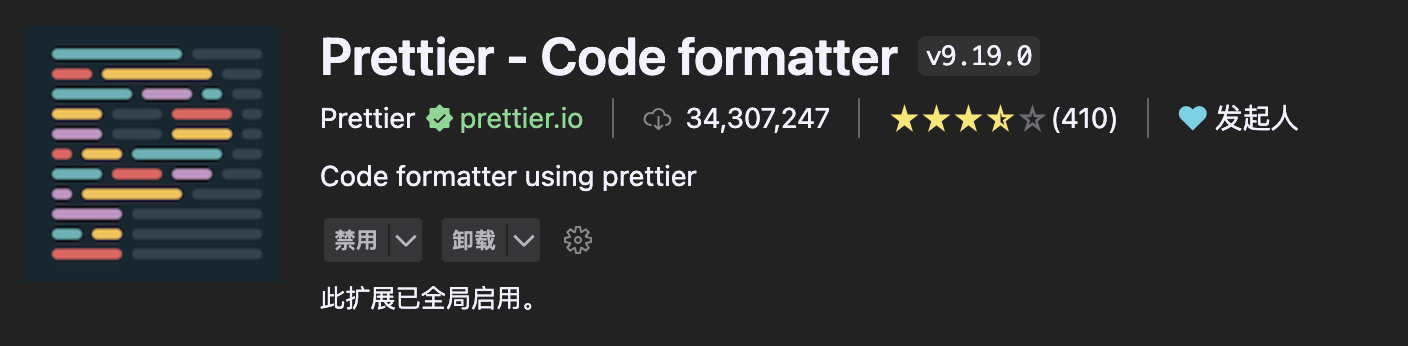 Prettier - Code formatter v9.19.0
Prettier prettier.io 34,307,247 (410) 发起人
Code formatter using prettier
禁用 卸载
此扩展已全局启用。